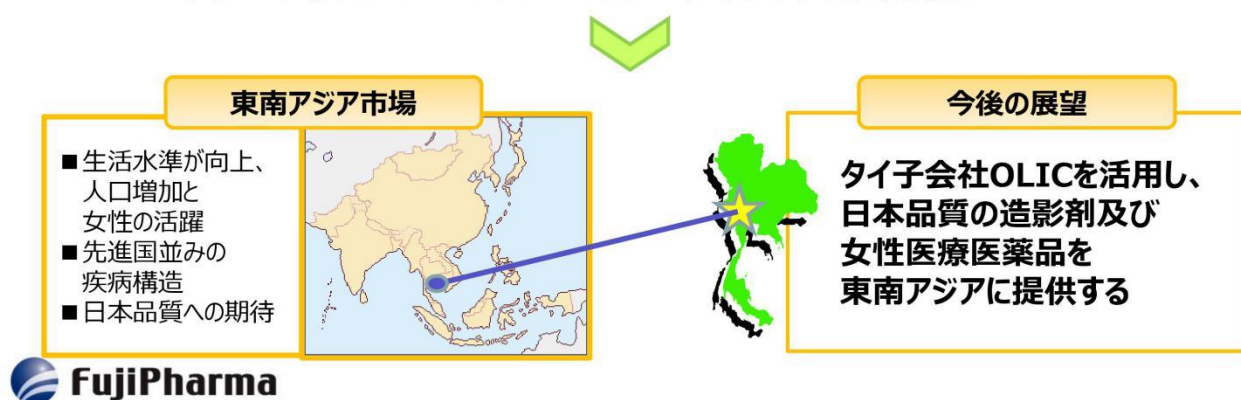 東南アジア市場
■生活水準が向上、
人口増加と
女性の活躍
■先進国並みの
疾病構造
■日本品質への期待
今後の展望
タイ子会社OLICを活用し、
日本品質の造影剤及び
女性医療医薬品を
東南アジアに提供する
FujiPharma